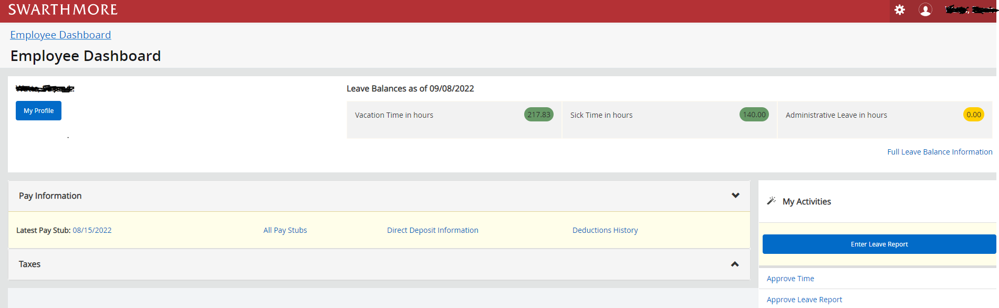 SWARTHMORE
Employee Dashboard
Employee Dashboard
My Profile
Leave Balances as of 09/08/2022
Vacation Time in hours 217.83 Sick Time in hours 140.00 Administrative Leave in hours 0.00
Full Leave Balance Information
Pay Information
Latest Pay Stub: 08/15/2022 All Pay Stubs Direct Deposit Information Deductions History
Taxes
My Activities
Enter Leave Report
Approve Time
Approve Leave Report